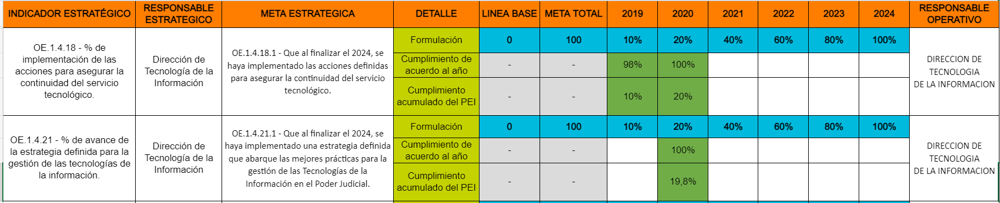 INDICADOR ESTRATÉGICO
RESPONSABLE
ESTRATEGICO
META ESTRATEGICA
DETALLE
LINEA BASE
META TOTAL
2019
2020
2021
2022
2023
2024
RESPONSABLE
OPERATIVO
OE.1.4.18 - % de
implementación de las
acciones para asegurar la
continuidad del servicio
tecnológico.
Dirección de
Tecnología de la
Información
OE.1.4.18.1 - Que al finalizar el 2024, se
haya implementado las acciones definidas
para asegurar la continuidad del servicio
tecnológico.
Formulación
0
100
10%
20%
40%
60%
80%
100%
Cumplimiento de
acuerdo al año
-
-
98%
100%
Cumplimiento
acumulado del PEI
-
-
10%
20%
DIRECCION DE
TECNOLOGIA
DE LA INFORMACION
OE.1.4.21 - % de avance de
la estrategia definida para la
gestión de las tecnologías de
la información.
Dirección de
Tecnología de la
Información
OE.1.4.21.1 - Que al finalizar el 2024, se
haya implementado una estrategia definida
que abarque las mejores prácticas para la
gestión de las Tecnologías de la
Información en el Poder Judicial.
Formulación
0
100
10%
20%
40%
60%
80%
100%
Cumplimiento de
acuerdo al año
-
-
100%
Cumplimiento
acumulado del PEI
-
-
19,8%
DIRECCION DE
TECNOLOGIA
DE LA INFORMACION